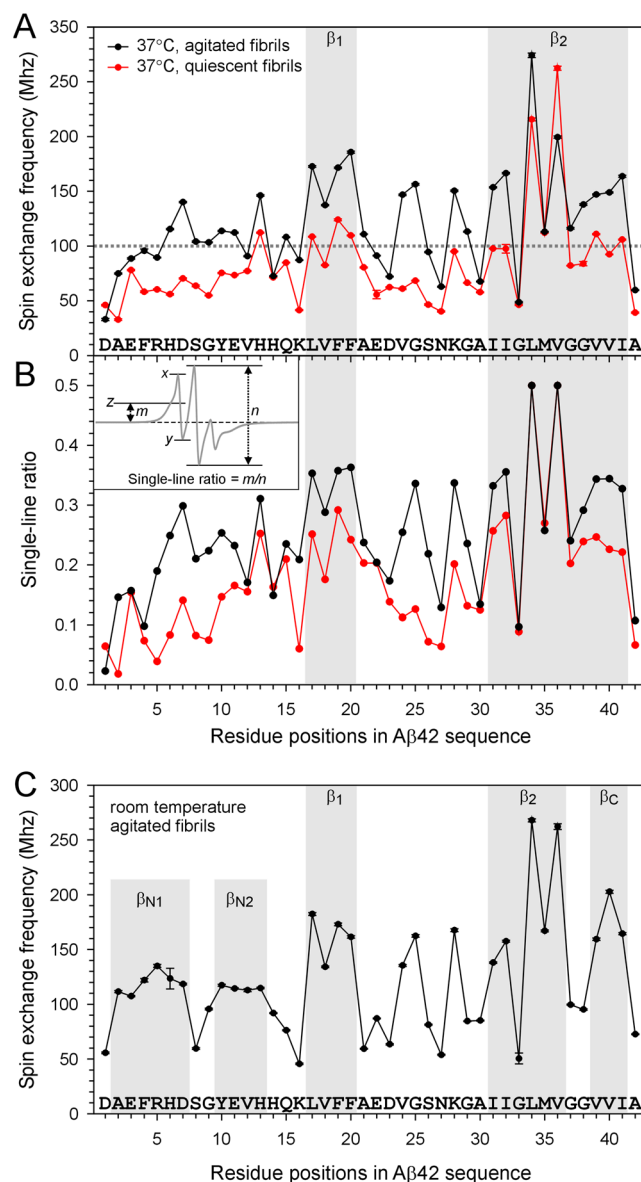 A
37°C, agitated fibrils
37°C, quiescent fibrils
β1
β2
Spin exchange frequency (Mhz)
350
300
250
200
150
100
50
0
DAEFRHDSGYEVHHQKLVFFAEDVGSNKGAIIGLMVGGVVIA
B
x
z
m
y
n
Single-line ratio = m/n
Single-line ratio
0.5
0.4
0.3
0.2
0.1
0.0
5 10 15 20 25 30 35 40
Residue positions in Aβ42 sequence
C
room temperature
agitated fibrils
βN1
βN2
β1
β2
βC
Spin exchange frequency (Mhz)
300
250
200
150
100
50
0
DAEFRHDSGYEVHHQKLVFFAEDVGSNKGAIIGLMVGGVVIA
5 10 15 20 25 30 35 40
Residue positions in Aβ42 sequence